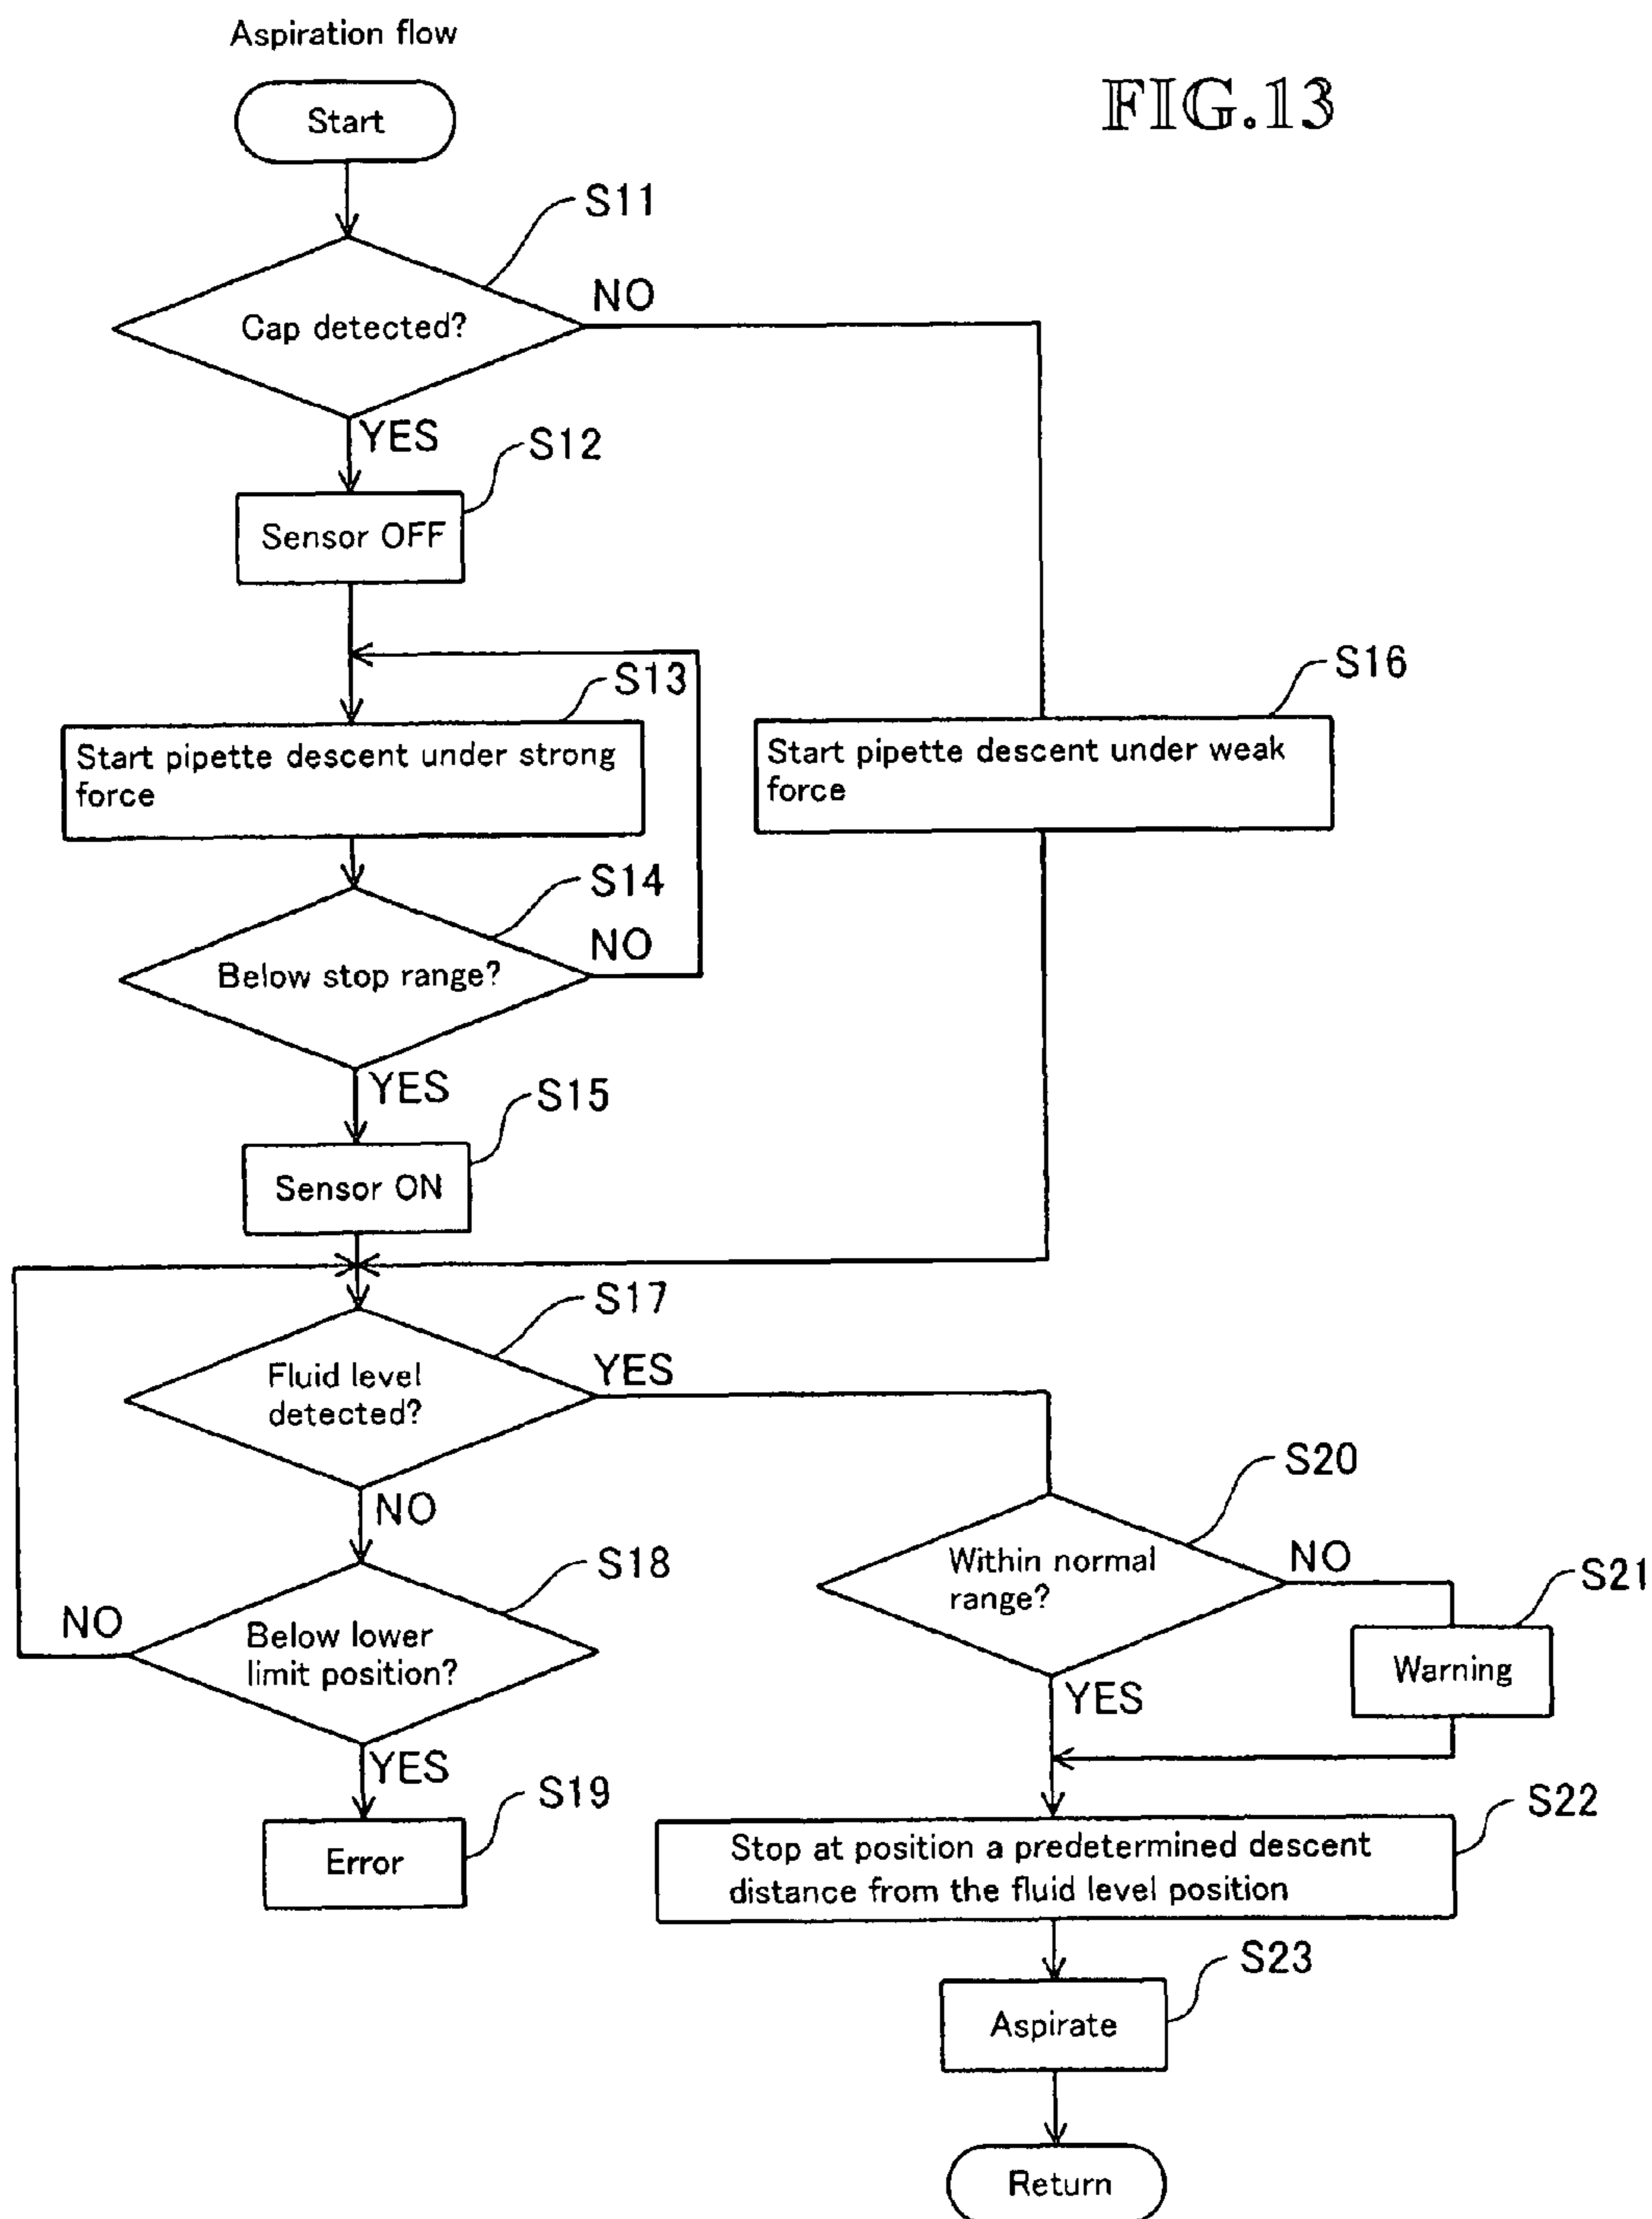 Aspiration flow
FIG.13
Start
S11
Cap detected?
NO
YES
S12
Sensor OFF
S13
Start pipette descent under strong
force
S16
Start pipette descent under weak
force
S14
Below stop range?
NO
YES
S15
Sensor ON
S17
Fluid level
detected?
YES
NO
S18
Below lower
limit position?
NO
YES
S19
Error
S20
Within normal
range?
NO
S21
Warning
YES
S22
Stop at position a predetermined descent
distance from the fluid level position
S23
Aspirate
Return